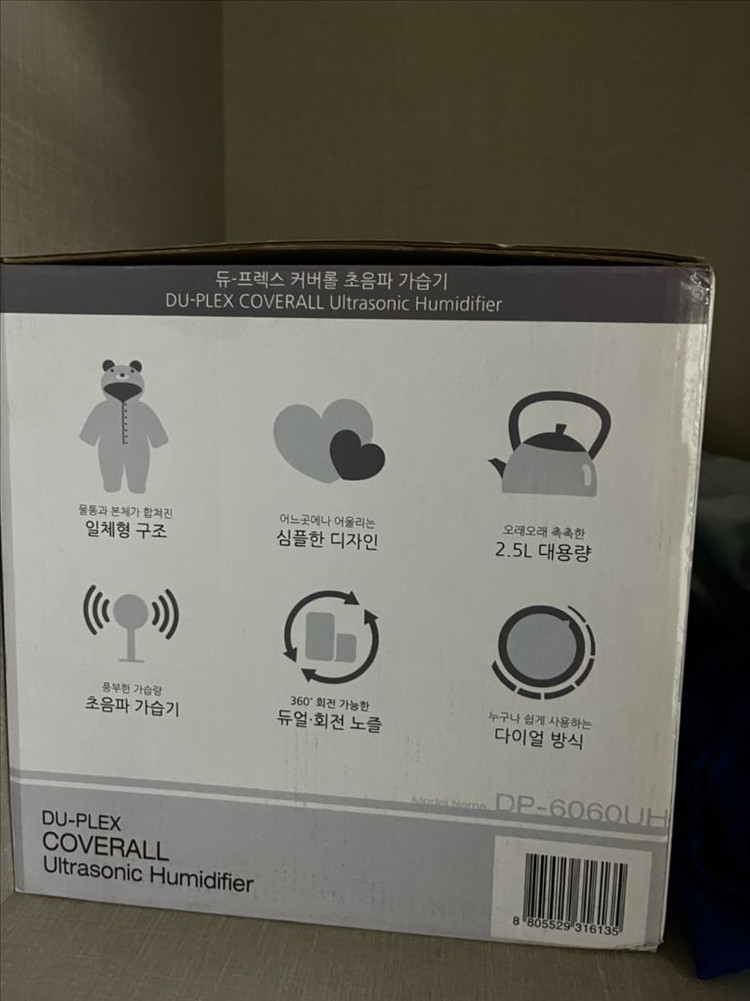 듀-프렉스 커버롤 초음파 가습기
DU-PLEX COVERALL Ultrasonic Humidifier
물통과 본체가 합쳐진
일체형 구조
어느곳에나 어울리는
심플한 디자인
오래오래 촉촉한
2.5L 대용량
풍부한 가습량
초음파 가습기
360° 회전 가능한
듀얼·회전 노즐
누구나 쉽게 사용하는
다이얼 방식
Model Name DP-6060UH
DU-PLEX
COVERALL
Ultrasonic Humidifier
8 805529 316135